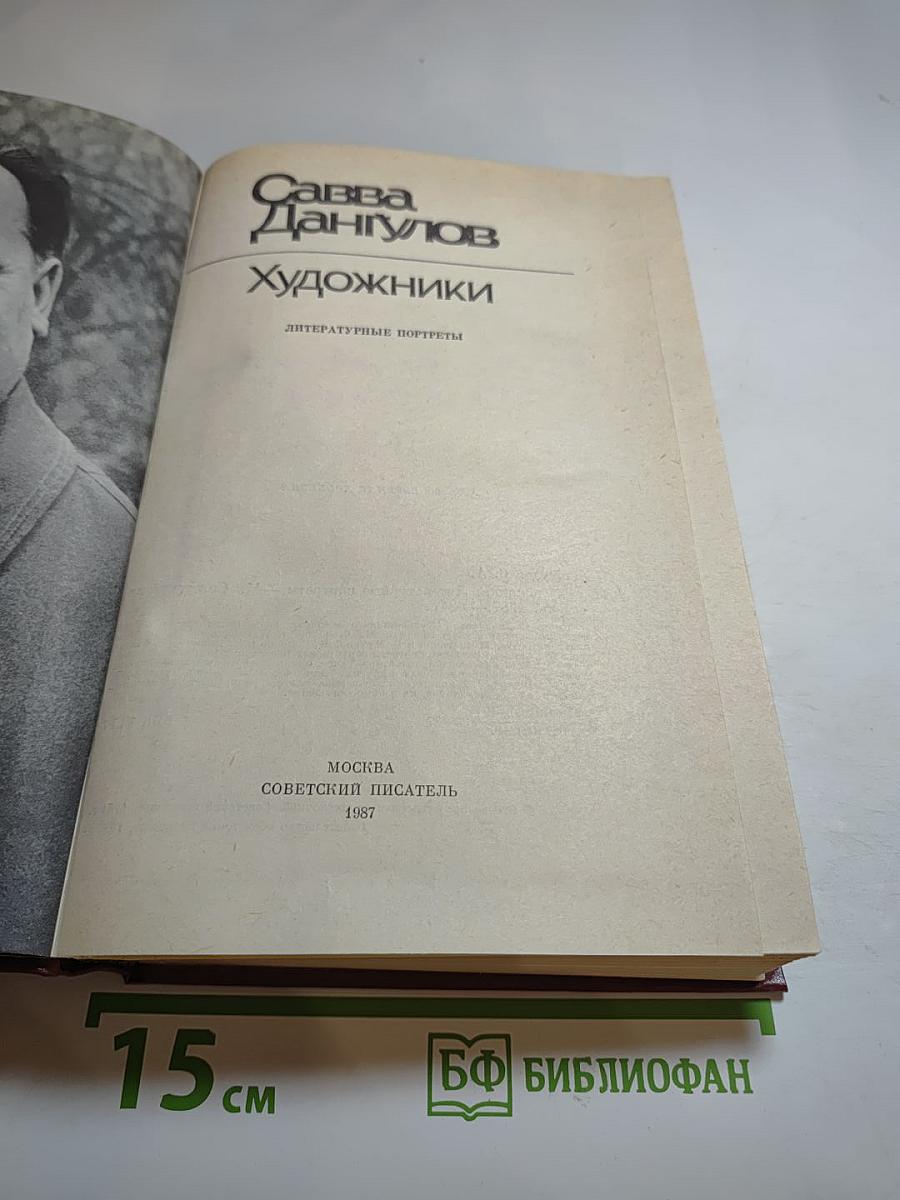 Савва
Дангулов
Художники
ЛИТЕРАТУРНЫЕ ПОРТРЕТЫ
МОСКВА
СОВЕТСКИЙ ПИСАТЕЛЬ
1987
15 см
БФ БИБЛИОФАН